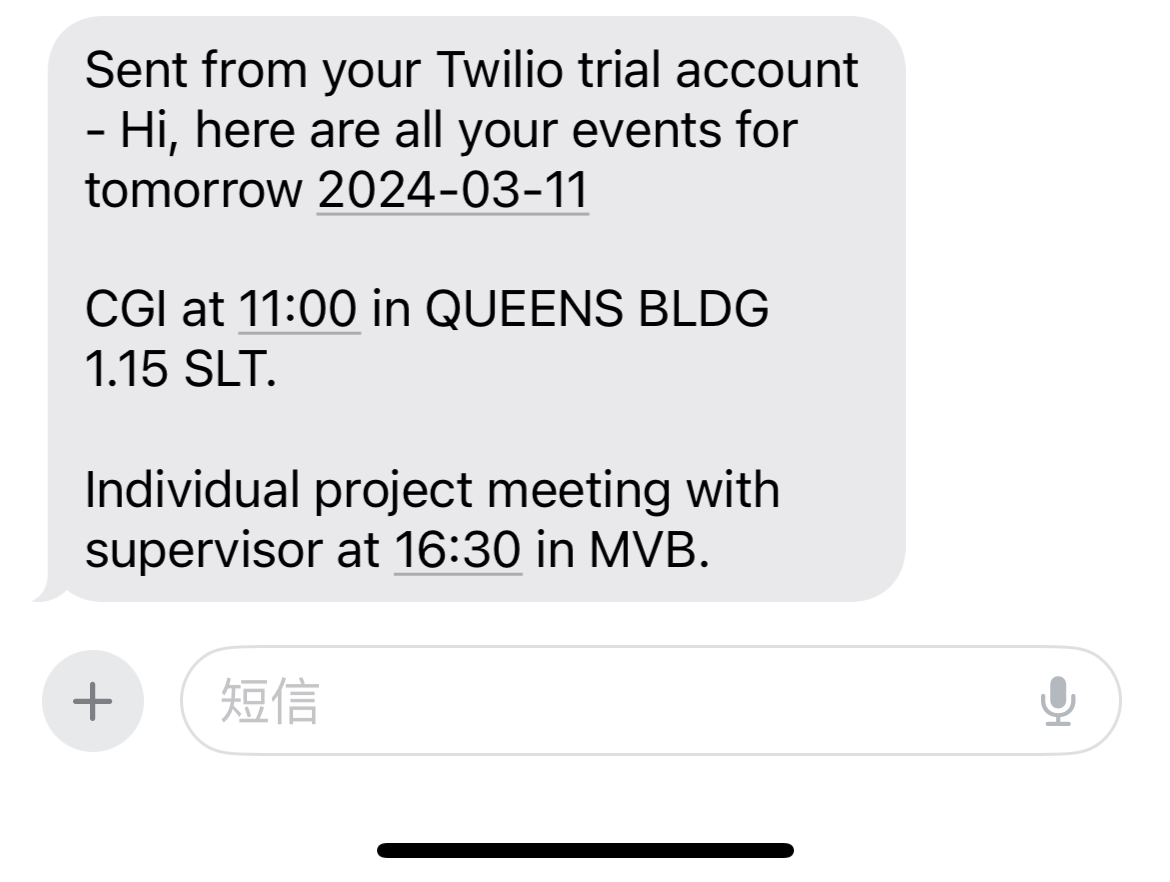 Sent from your Twilio trial account
- Hi, here are all your events for
tomorrow 2024-03-11
CGI at 11:00 in QUEENS BLDG
1.15 SLT.
Individual project meeting with
supervisor at 16:30 in MVB.
短信